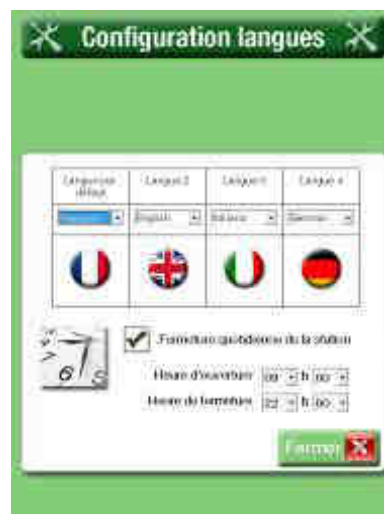 Configuration langues
Langue par défaut Langue 2 Langue 3 Langue 4
English Italiano German
Fermeture quotidienne de la station
Heure d'ouverture 09 h 00
Heure de fermeture 22 h 00
Fermer